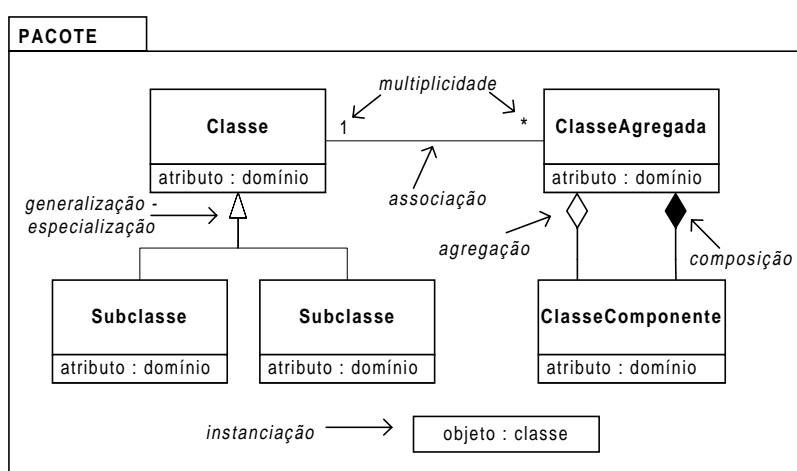 PACOTE
multiplicidade
Classe
1
*
ClasseAgregada
atributo : domínio
atributo : domínio
generalização -
especialização
associação
agregação
composição
Subclasse
Subclasse
ClasseComponente
atributo : domínio
atributo : domínio
atributo : domínio
instanciação
objeto : classe